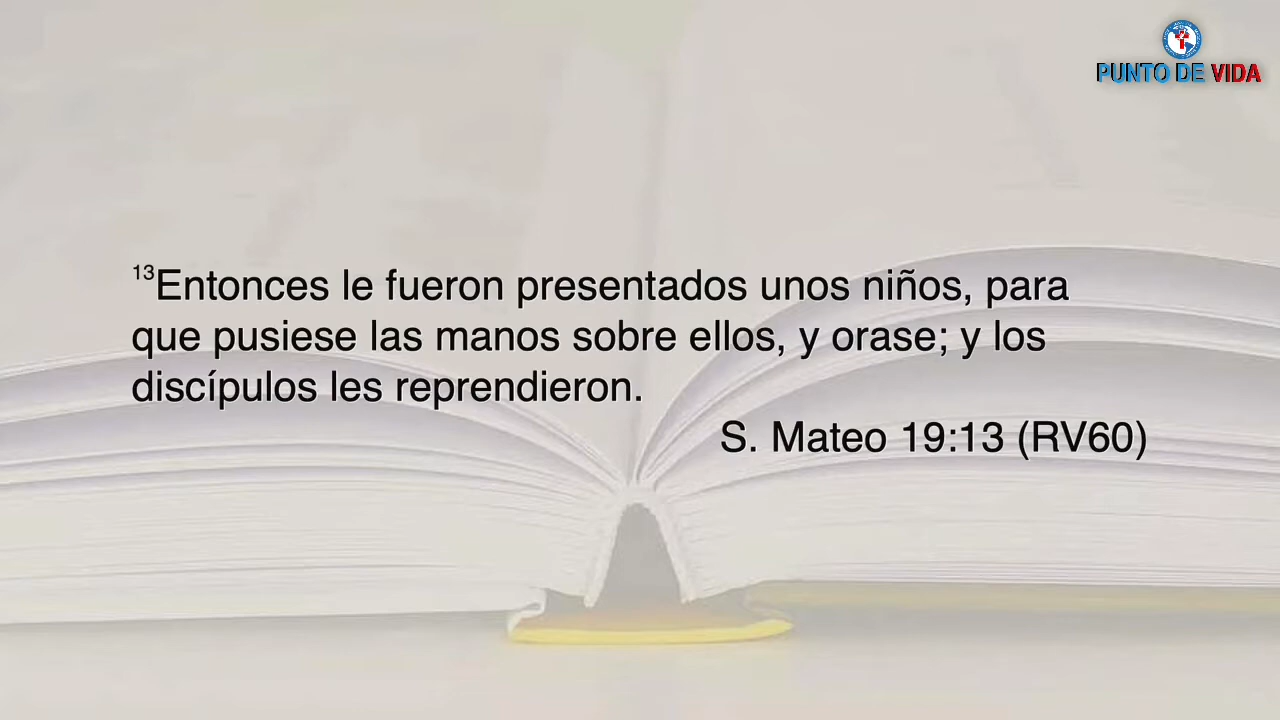 PUNTO DE VIDA
¹³Entonces le fueron presentados unos niños, para
que pusiese las manos sobre ellos, y orase; y los
discípulos les reprendieron.
S. Mateo 19:13 (RV60)